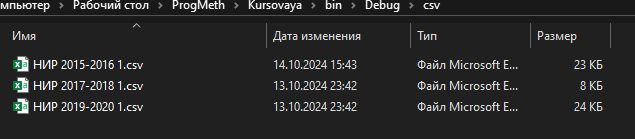 мпьютер > Рабочий стол > ProgMeth > Kursovaya > bin > Debug > csv
Имя Дата изменения Тип Размер
НИР 2015-2016 1.csv 14.10.2024 15:43 Файл Microsoft E... 23 КБ
НИР 2017-2018 1.csv 13.10.2024 23:42 Файл Microsoft E... 8 КБ
НИР 2019-2020 1.csv 13.10.2024 23:42 Файл Microsoft E... 24 КБ